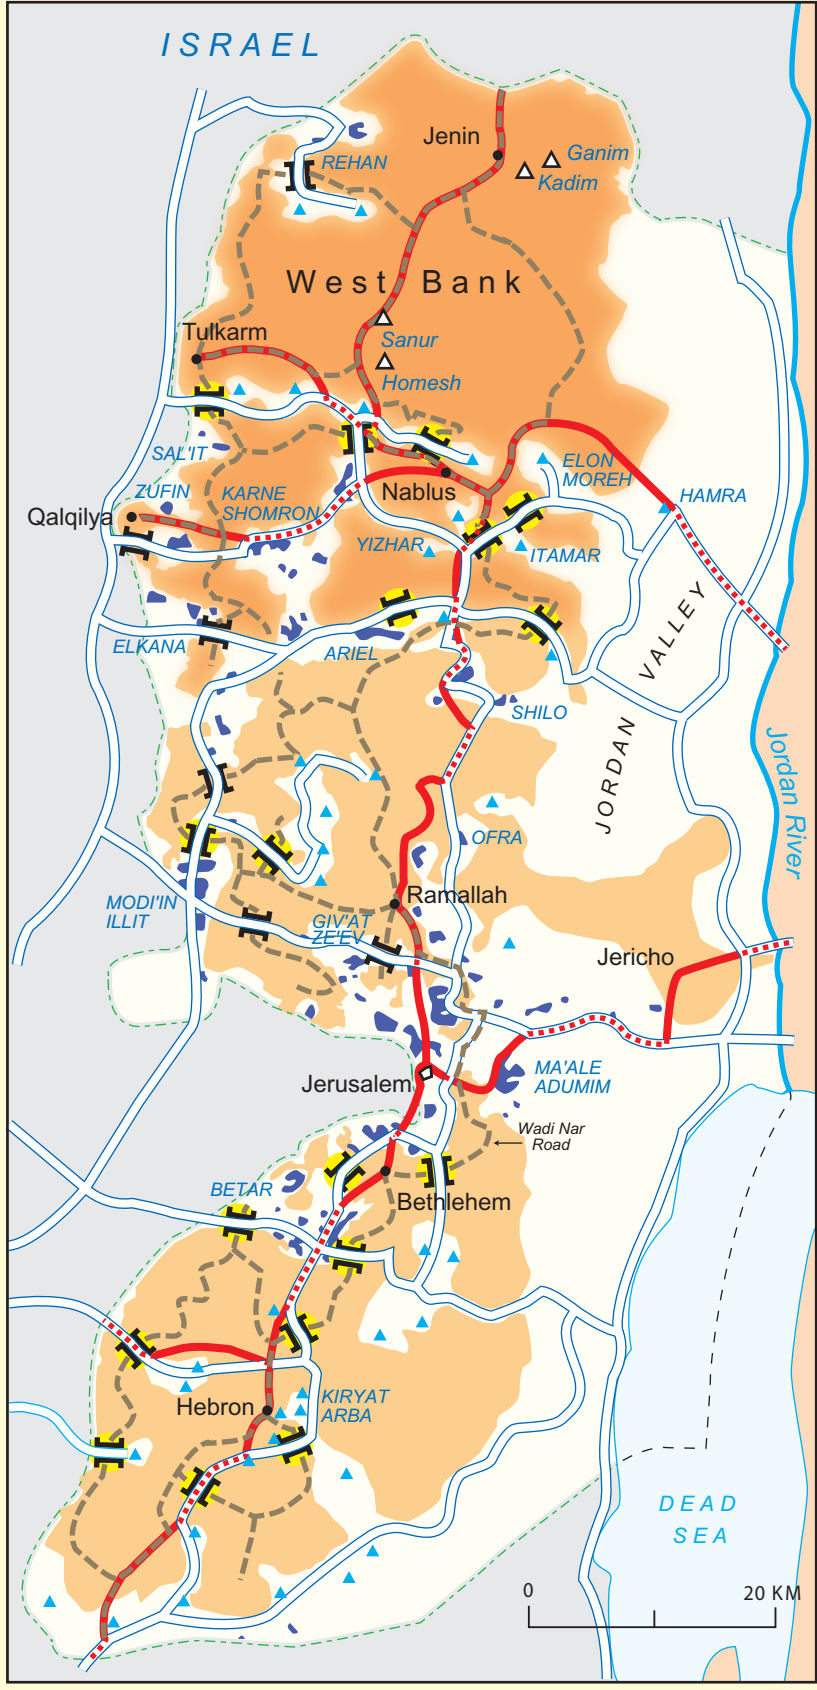 ISRAEL
Jenin
Ganim
Kadim
REHAN
West Bank
Tulkarm
Sanur
Homesh
SAL'IT
ZUFIN
KARNE
SHOMRON
Qalqilya
Nablus
ELON
MOREH
HAMRA
YIZHAR
ITAMAR
ELKANA
ARIEL
SHILO
JORDAN VALLEY
Jordan River
OFRA
MODI'IN
ILLIT
Ramallah
GIV'AT
ZE'EV
Jericho
Jerusalem
MA'ALE
ADUMIM
Wadi Nar
Road
BETAR
Bethlehem
Hebron
KIRYAT
ARBA
DEAD
SEA
0 20 KM